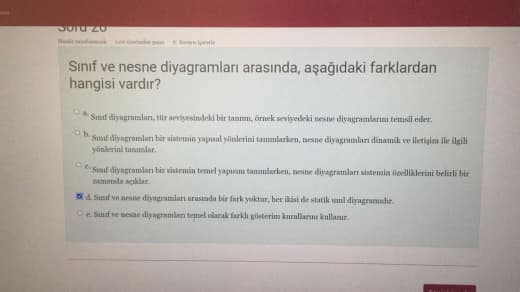 Soru 20
Henüz cevaplanmadı
Soruyu işaretle
Sınıf ve nesne diyagramları arasında, aşağıdaki farklardan
hangisi vardır?
a. Sınıf diyagramları, tür seviyesindeki bir tanımı, örnek seviyedeki nesne diyagramlarını temsil eder.
b. Sınıf diyagramları bir sistemin yapısal yönlerini tanımlarken, nesne diyagramları dinamik ve iletişim ile ilgili
yönlerini tanımlar.
c. Sınıf diyagramları bir sistemin temel yapısını tanımlarken, nesne diyagramları sistemin özelliklerini belirli bir
zamanda açıklar.
d. Sınıf ve nesne diyagramları arasında bir fark yoktur, her ikisi de statik uml diyagramıdır.
e. Sınıf ve nesne diyagramları temel olarak farklı gösterim kurallarını kullanır.